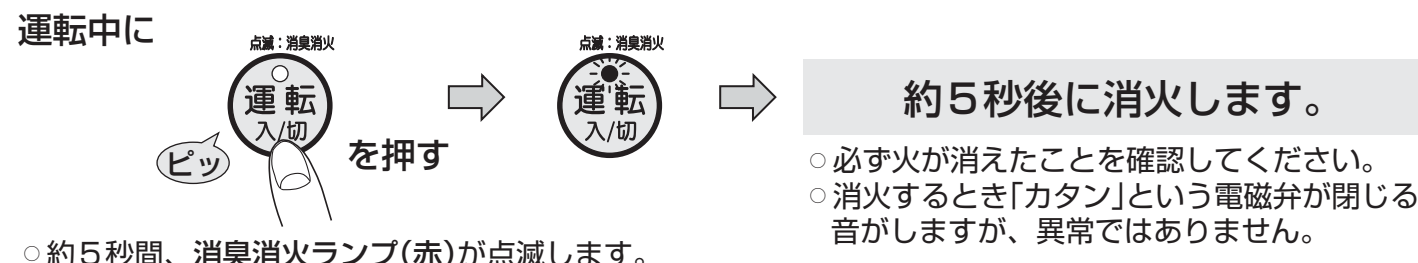 運転中に
点滅：消臭消火
運転
入/切
ピッ
を押す
点滅：消臭消火
運転
入/切
約5秒後に消火します。
○必ず火が消えたことを確認してください。
○消火するとき「カタン」という電磁弁が閉じる
音がしますが、異常ではありません。
○約5秒間、消臭消火ランプ(赤)が点滅します。